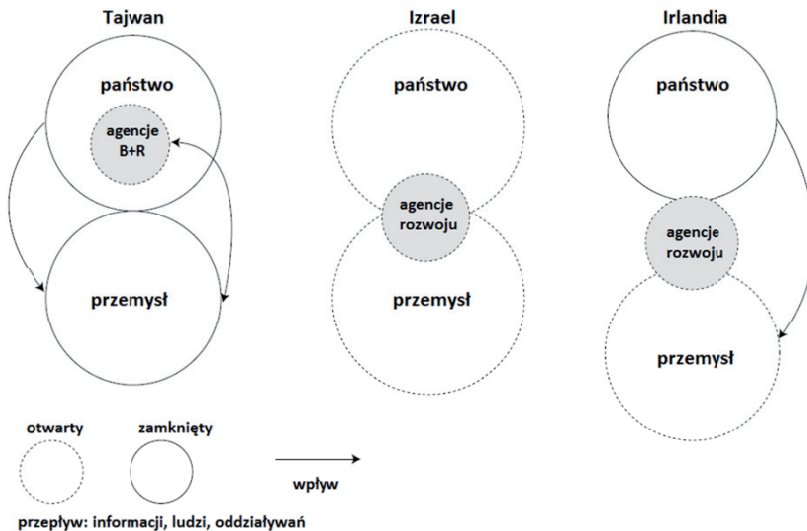 Tajwan
państwo
agencje
B+R
przemysł
Izrael
państwo
agencje
rozwoju
przemysł
Irlandia
państwo
agencje
rozwoju
przemysł
otwarty
zamknięty
wpływ
przepływ: informacji, ludzi, oddziaływań